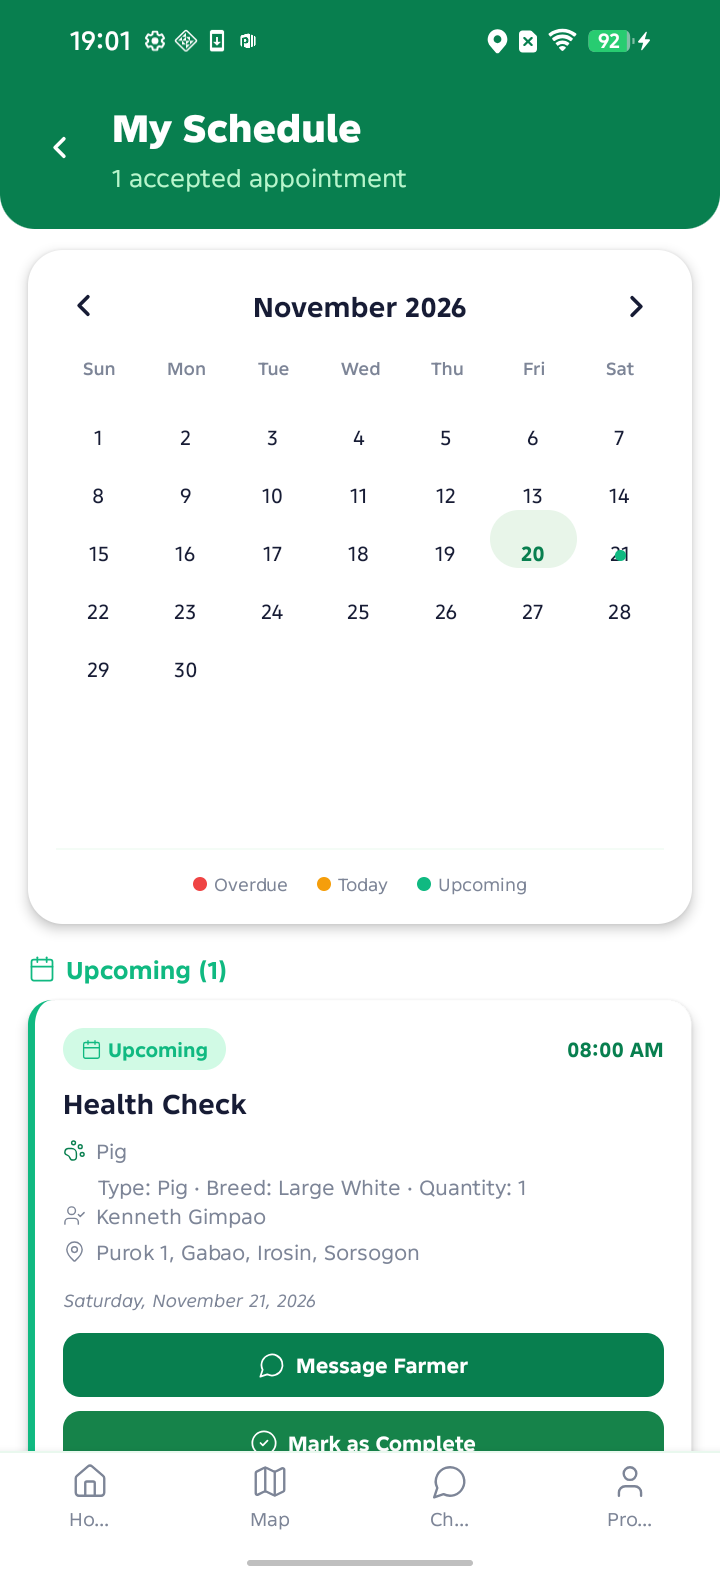 19:01
92
My Schedule
1 accepted appointment
November 2026
Sun Mon Tue Wed Thu Fri Sat
1 2 3 4 5 6 7
8 9 10 11 12 13 14
15 16 17 18 19 20 21
22 23 24 25 26 27 28
29 30
Overdue Today Upcoming
Upcoming (1)
Upcoming 08:00 AM
Health Check
Pig
Type: Pig · Breed: Large White · Quantity: 1
Kenneth Gimpao
Purok 1, Gabao, Irosin, Sorsogon
Saturday, November 21, 2026
Message Farmer
Mark as Complete
Ho... Map Ch... Pro...